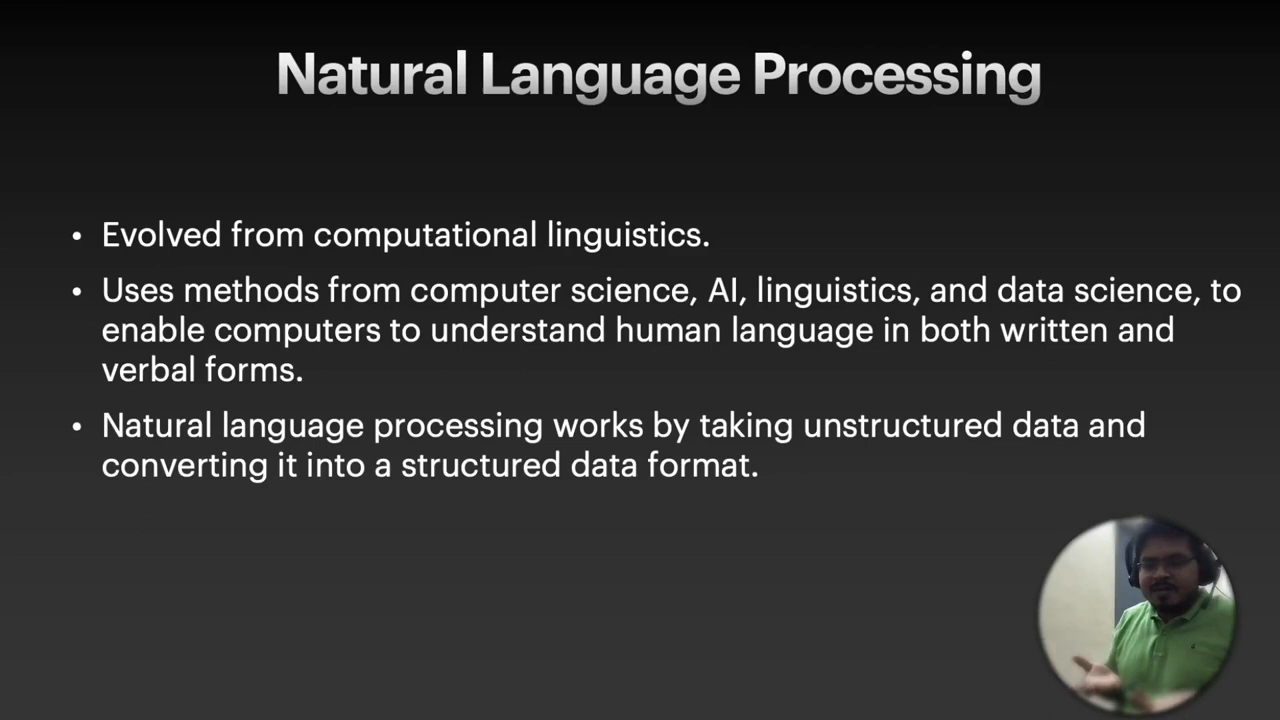 Natural Language Processing
• Evolved from computational linguistics.
• Uses methods from computer science, AI, linguistics, and data science, to
enable computers to understand human language in both written and
verbal forms.
• Natural language processing works by taking unstructured data and
converting it into a structured data format.